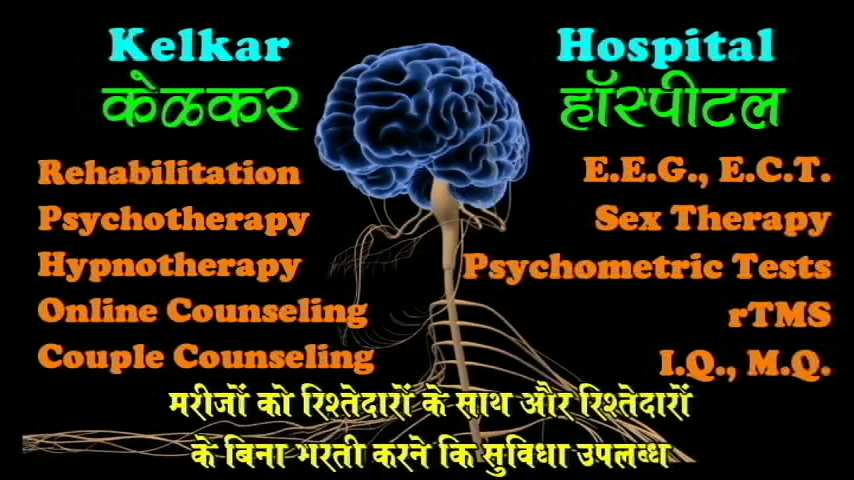 Kelkar Hospital
केळकर हॉस्पीटल
Rehabilitation
Psychotherapy
Hypnotherapy
Online Counseling
Couple Counseling
E.E.G., E.C.T.
Sex Therapy
Psychometric Tests
rTMS
I.Q., M.Q.
मरीजों को रिश्तेदारों के साथ और रिश्तेदारों
के बिना भरती करने कि सुविधा उपलब्ध